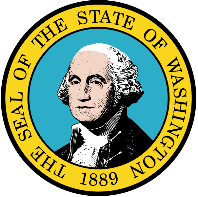 THE SEAL OF THE STATE OF WASHINGTON
1889